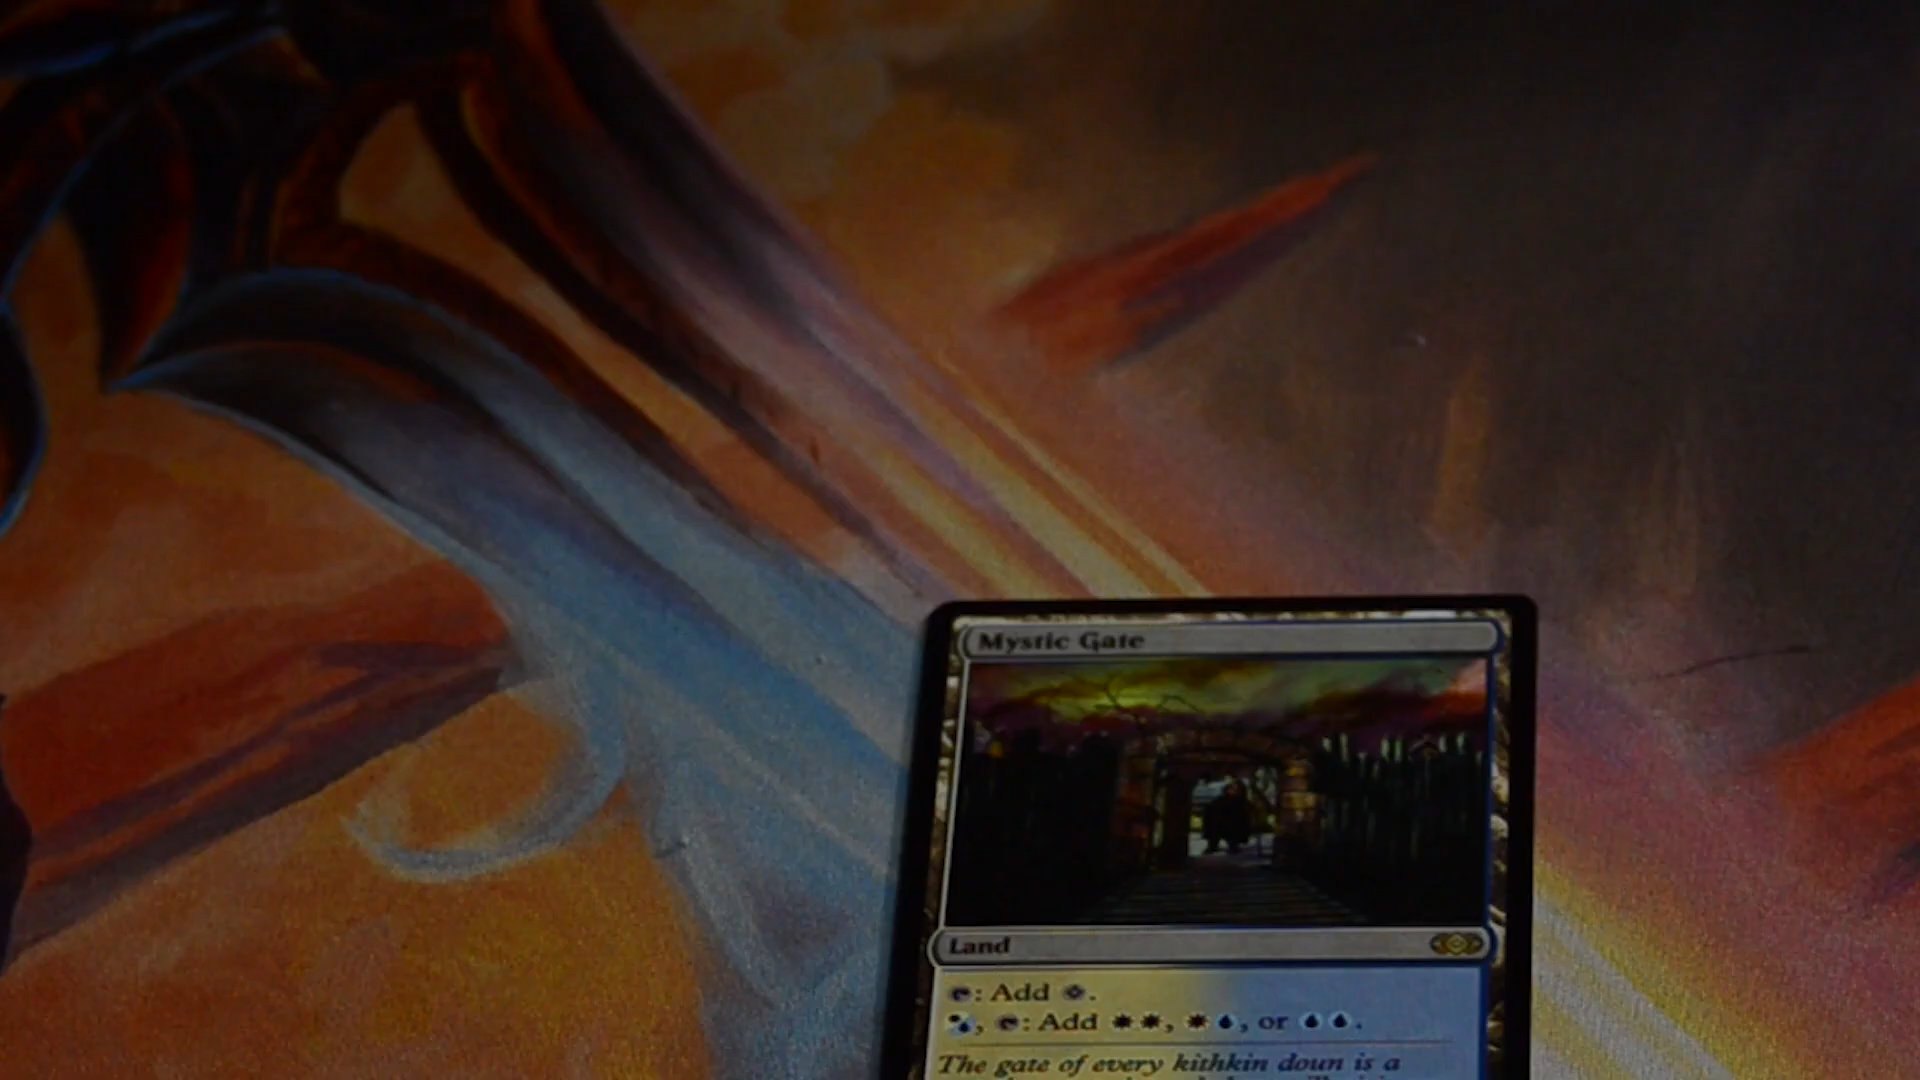 Mystic Gate
Land
: Add .
, : Add , , or .
The gate of every kithkin doun is a